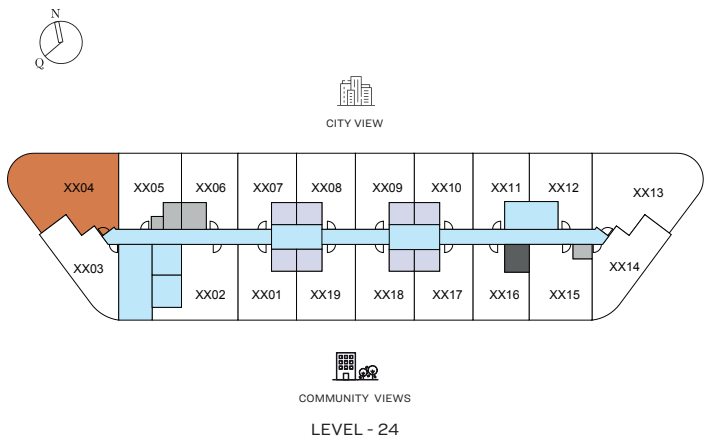 N
Q
CITY VIEW
XX04
XX05
XX06
XX07
XX08
XX09
XX10
XX11
XX12
XX13
XX03
XX02
XX01
XX19
XX18
XX17
XX16
XX15
XX14
COMMUNITY VIEWS
LEVEL - 24